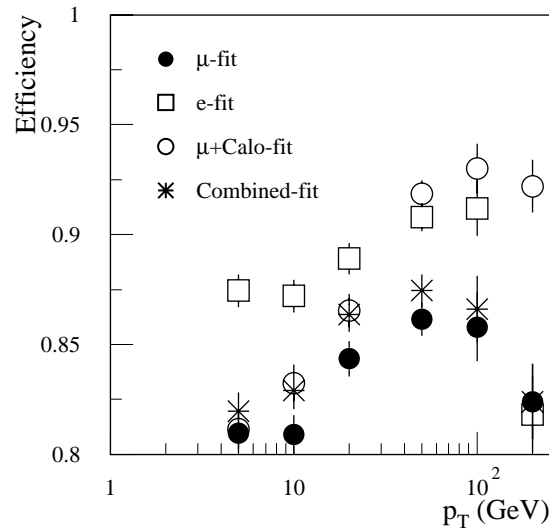 Efficiency
1
0.95
0.9
0.85
0.8
μ-fit
e-fit
μ+Calo-fit
Combined-fit
1
10
10²
p_T (GeV)